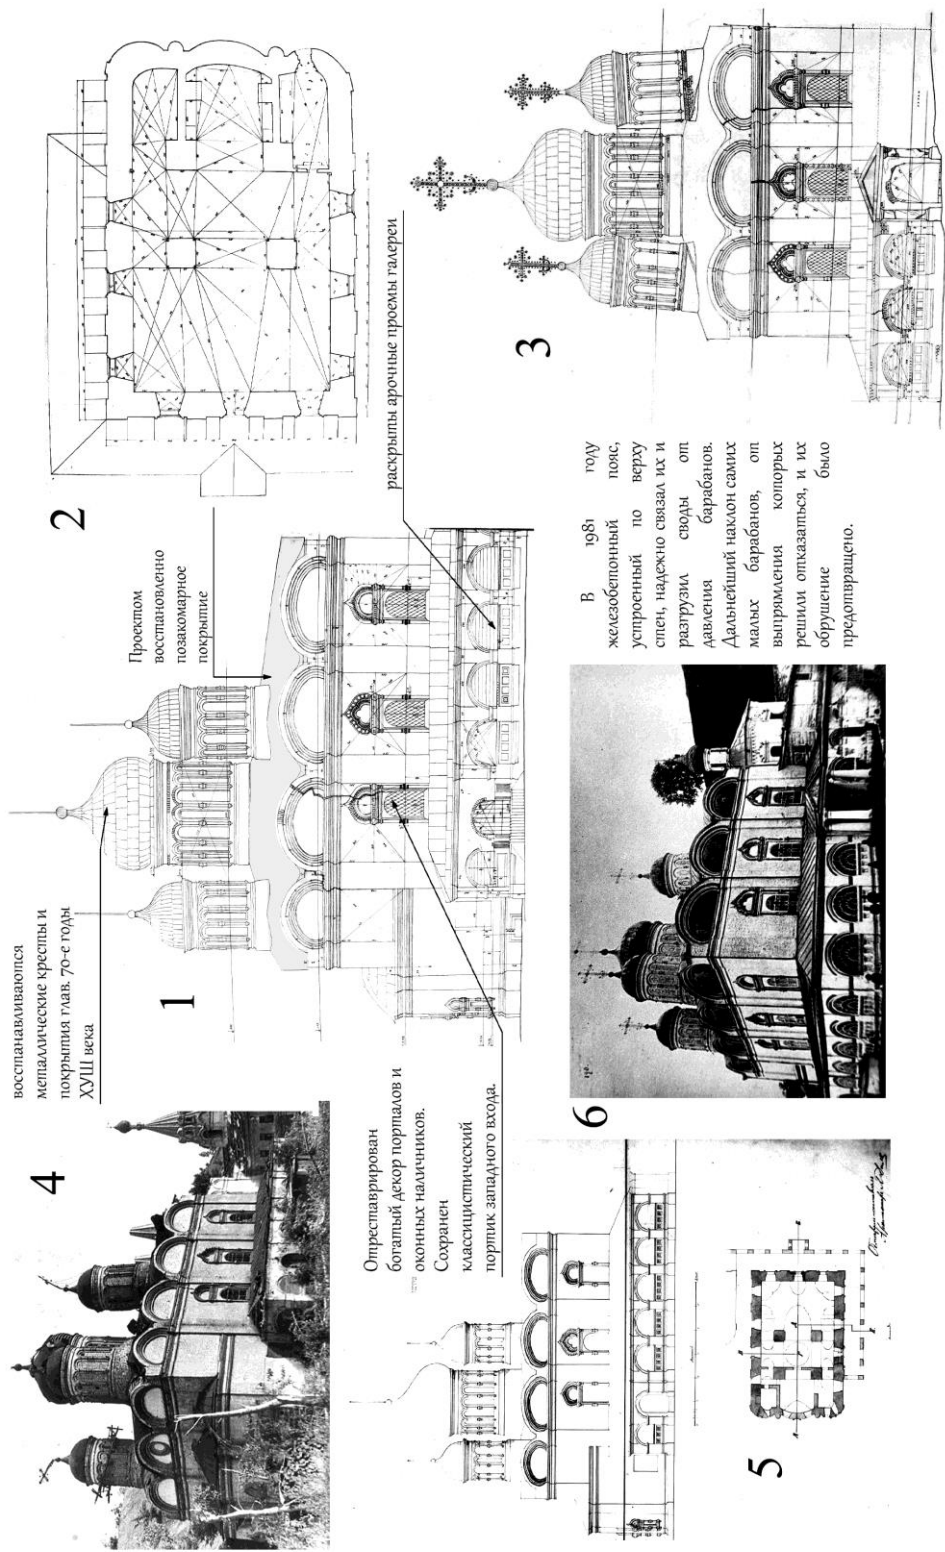 восстанавливаются
металлические кресты и
покрытия глав. 70-е годы
ХУШ века
1
Проектом
восстановленно
позакомарное
покрытие
2
раскрыты арочные проемы галереи
3
4
Отреставрирован
богатый декор порталов и
оконных наличников.
Сохранен
классицистический
портик западного входа.
5
6
В 1981 году
железобетонный пояс,
устроенный по верху
стен, надежно связал их и
разгрузил своды от
давления барабанов.
Дальнейший наклон самих
малых барабанов, от
выпрямления которых
решили отказаться, и их
обрушение было
предотвращено.